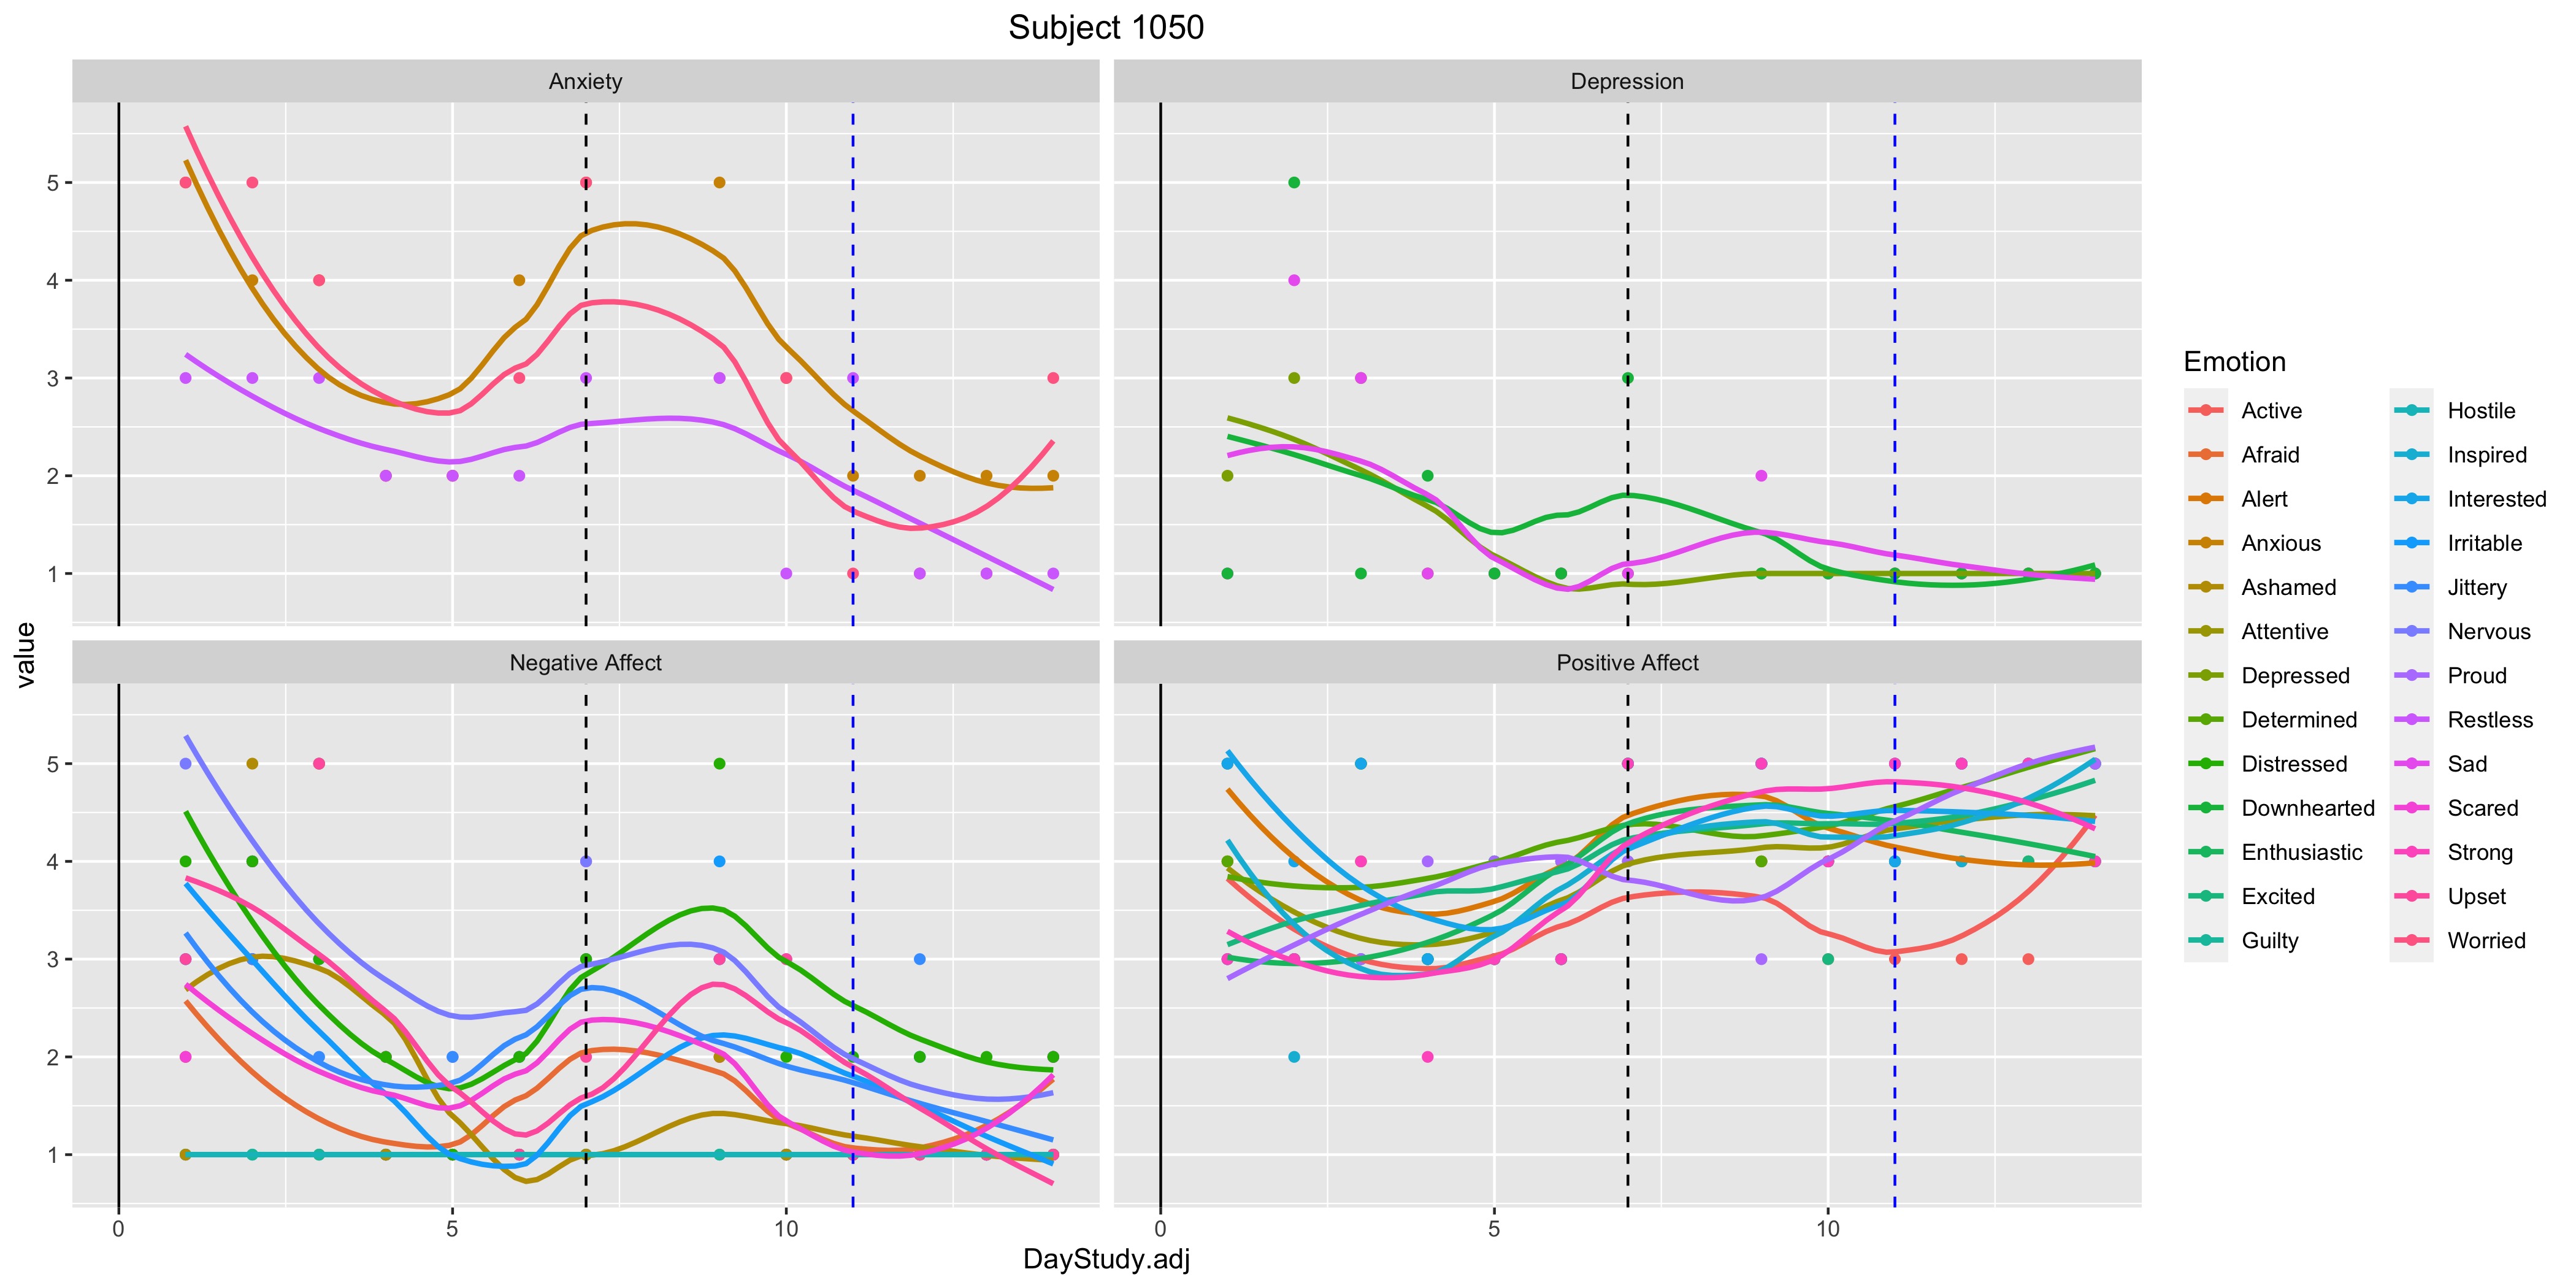 Subject 1050
Anxiety
Depression
5
4
3
2
1
Negative Affect
Positive Affect
5
4
3
2
1
0
5
10
0
5
10
value
DayStudy.adj
Emotion
Active
Afraid
Alert
Anxious
Ashamed
Attentive
Depressed
Determined
Distressed
Downhearted
Enthusiastic
Excited
Guilty
Hostile
Inspired
Interested
Irritable
Jittery
Nervous
Proud
Restless
Sad
Scared
Strong
Upset
Worried